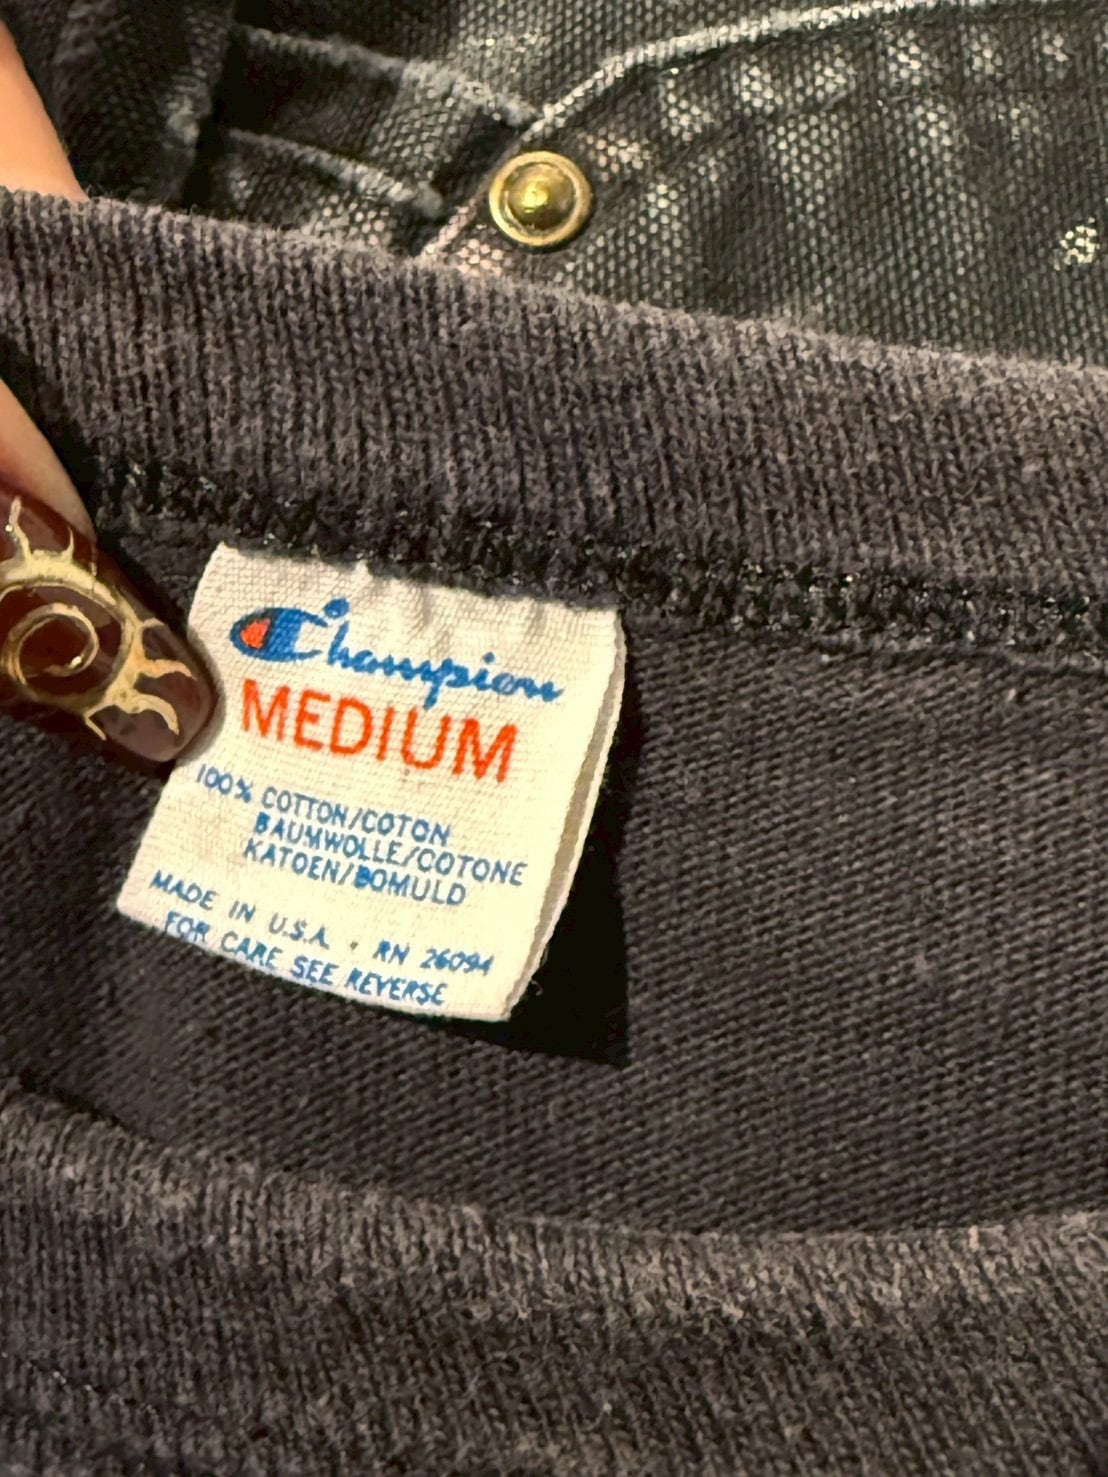 Champion
MEDIUM
100% COTTON/COTON
BAUMWOLLE/COTONE
KATOEN/BOMULD
MADE IN U.S.A. • RN 26094
FOR CARE SEE REVERSE